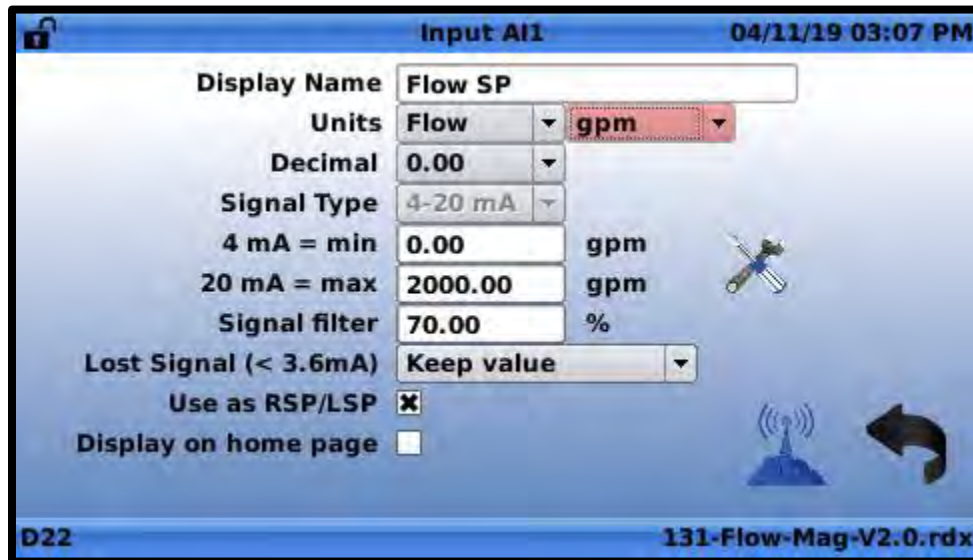 Input AI1 04/11/19 03:07 PM
Display Name Flow SP
Units Flow gpm
Decimal 0.00
Signal Type 4-20 mA
4 mA = min 0.00 gpm
20 mA = max 2000.00 gpm
Signal filter 70.00 %
Lost Signal (< 3.6mA) Keep value
Use as RSP/LSP
Display on home page
D22 131-Flow-Mag-V2.0.rdx